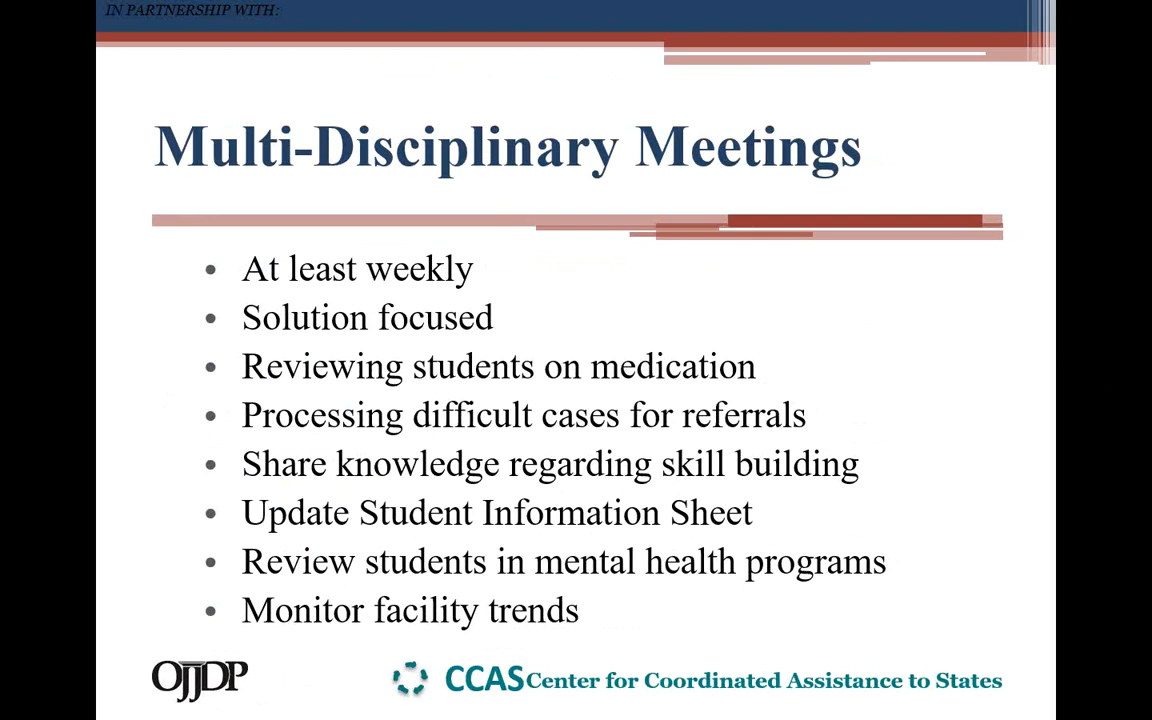 IN PARTNERSHIP WITH:
Multi-Disciplinary Meetings
• At least weekly
• Solution focused
• Reviewing students on medication
• Processing difficult cases for referrals
• Share knowledge regarding skill building
• Update Student Information Sheet
• Review students in mental health programs
• Monitor facility trends
OJJDP
CCAS Center for Coordinated Assistance to States